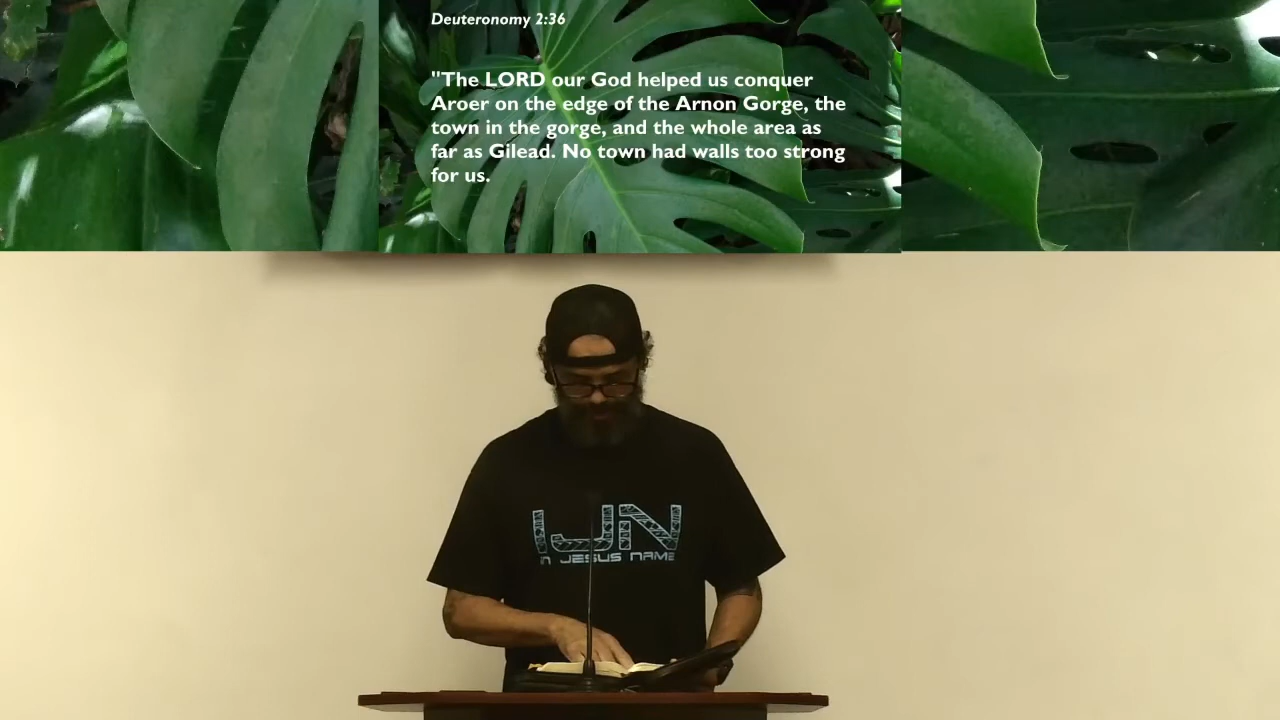 Deuteronomy 2:36
"The LORD our God helped us conquer
Aroer on the edge of the Arnon Gorge, the
town in the gorge, and the whole area as
far as Gilead. No town had walls too strong
for us.
IJN
IN JESUS NAME